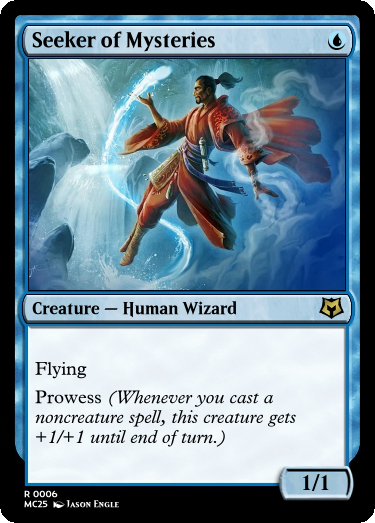 Seeker of Mysteries
Creature — Human Wizard
Flying
Prowess (Whenever you cast a
noncreature spell, this creature gets
+1/+1 until end of turn.)
1/1
R 0006
MC25 Jason Engle